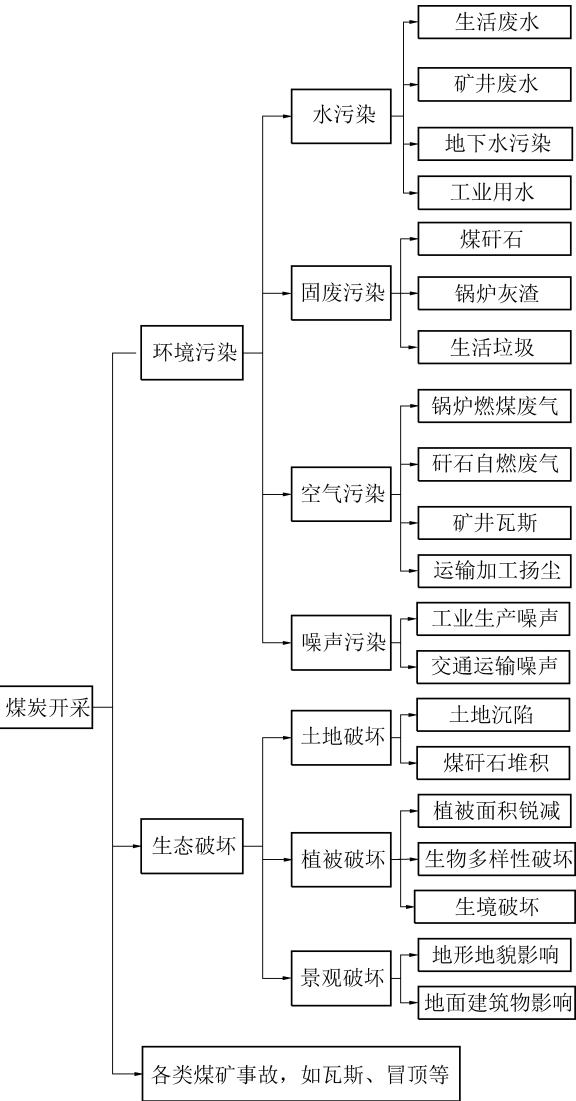 煤炭开采
环境污染
水污染
生活废水
矿井废水
地下水污染
工业用水
固废污染
煤矸石
锅炉灰渣
生活垃圾
空气污染
锅炉燃煤废气
矸石自燃废气
矿井瓦斯
运输加工扬尘
噪声污染
工业生产噪声
交通运输噪声
生态破坏
土地破坏
土地沉陷
煤矸石堆积
植被破坏
植被面积锐减
生物多样性破坏
生境破坏
景观破坏
地形地貌影响
地面建筑物影响
各类煤矿事故，如瓦斯、冒顶等